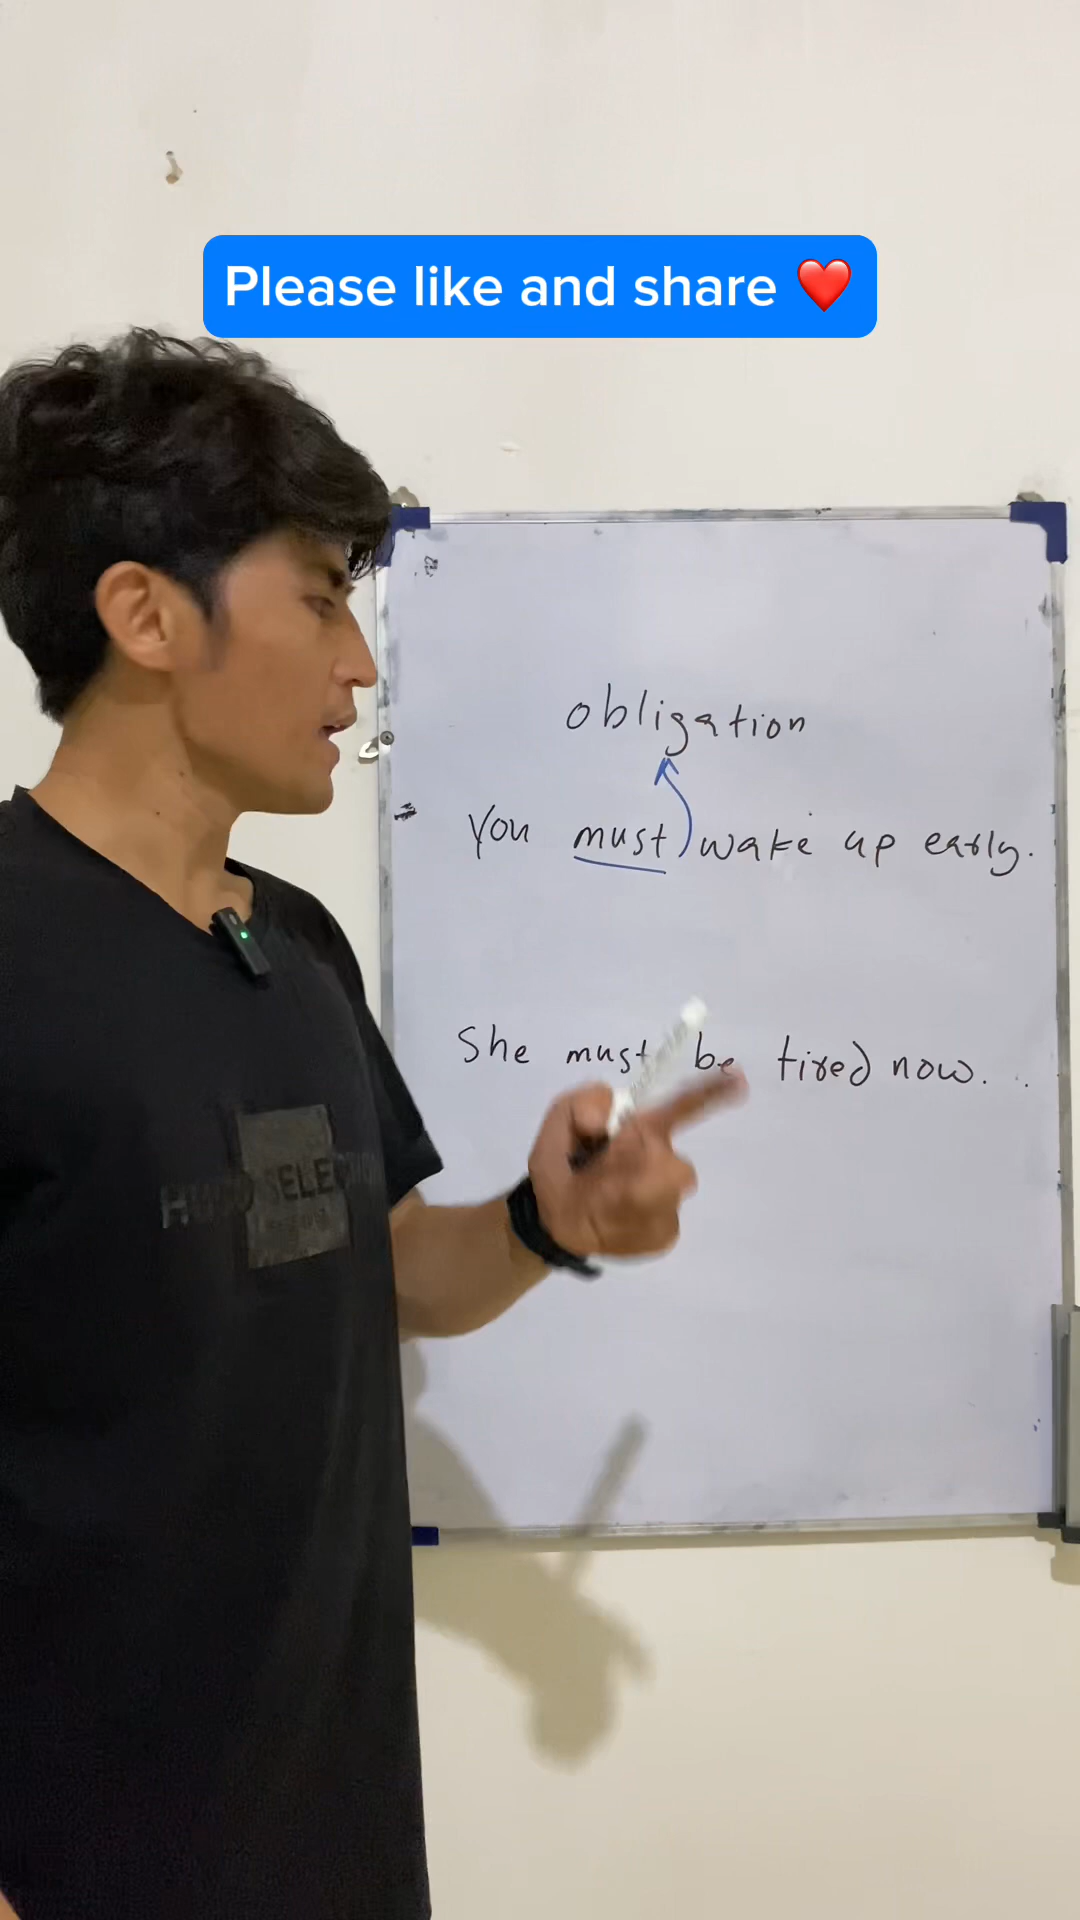 Please like and share ❤️
obligation
You must wake up early.
She must be tired now.